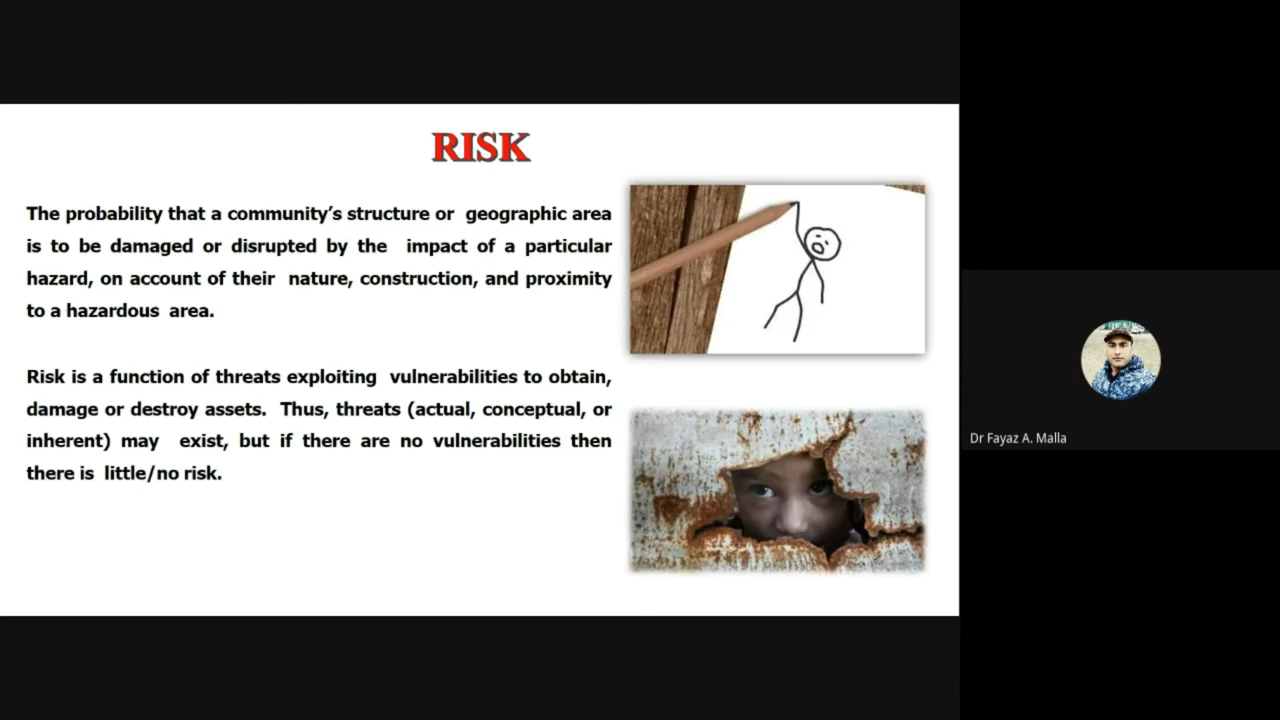 RISK
The probability that a community’s structure or geographic area
is to be damaged or disrupted by the impact of a particular
hazard, on account of their nature, construction, and proximity
to a hazardous area.
Risk is a function of threats exploiting vulnerabilities to obtain,
damage or destroy assets. Thus, threats (actual, conceptual, or
inherent) may exist, but if there are no vulnerabilities then
there is little/no risk.
Dr Fayaz A. Malla